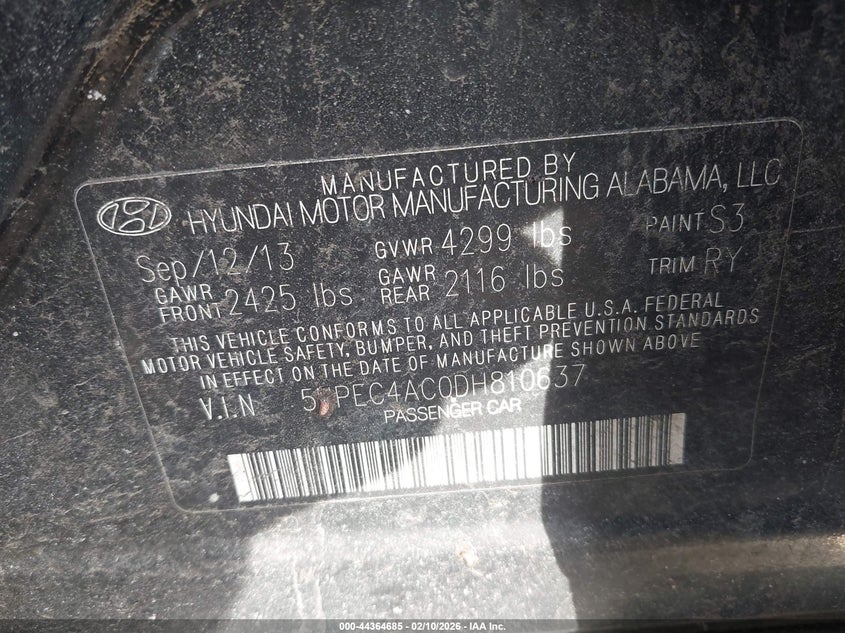 MANUFACTURED BY
HYUNDAI MOTOR MANUFACTURING ALABAMA, LLC
Sep/12/13 GVWR 4299 lbs PAINT S3
GAWR FRONT 2425 lbs GAWR REAR 2116 lbs TRIM RY
THIS VEHICLE CONFORMS TO ALL APPLICABLE U.S.A. FEDERAL
MOTOR VEHICLE SAFETY, BUMPER, AND THEFT PREVENTION STANDARDS
IN EFFECT ON THE DATE OF MANUFACTURE SHOWN ABOVE
V.I.N
PASSENGER CAR
000-44364685 - 02/10/2026 - IAA Inc.